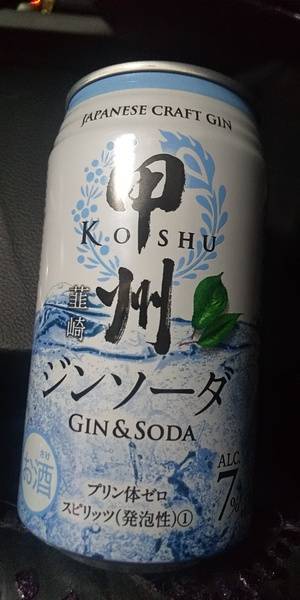 JAPANESE CRAFT GIN
甲州
KOSHU
韮崎
ジンソーダ
GIN & SODA
ALC.
7%
お酒
プリン体ゼロ
スピリッツ(発泡性)①